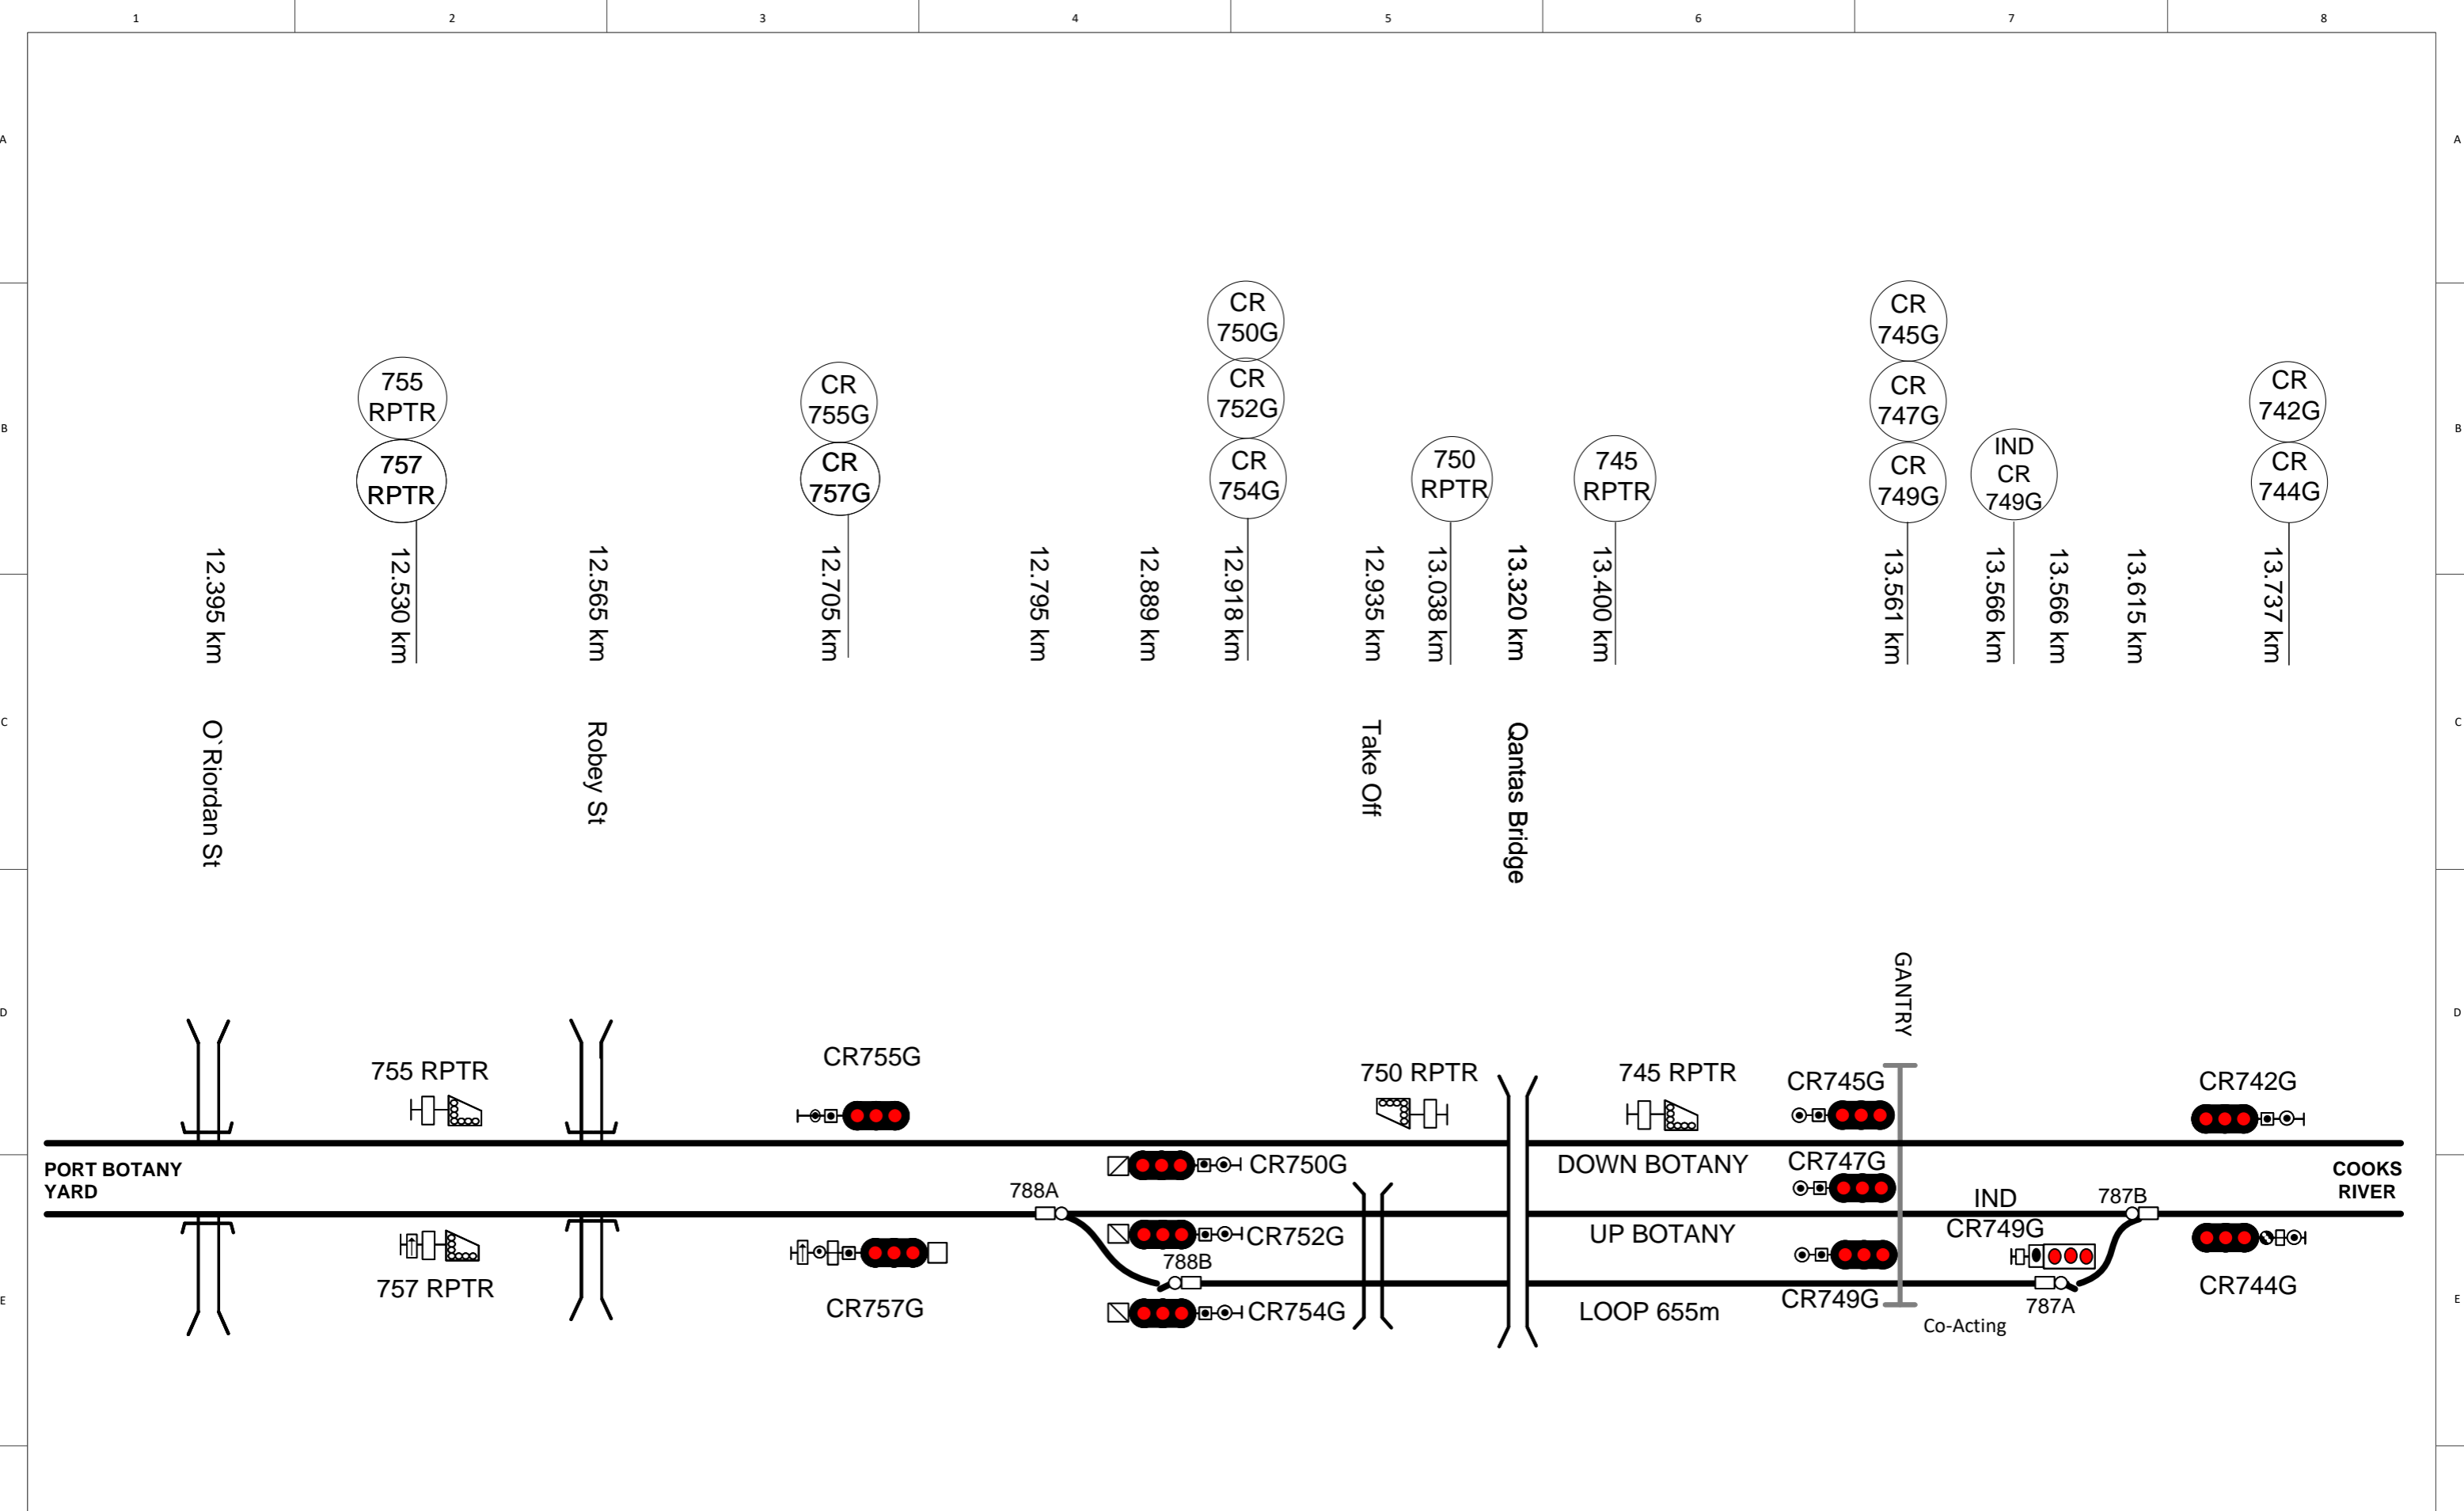 1 2 3 4 5 6 7 8
A A
CR
750G
CR
745G
755
RPTR
CR
755G
CR
752G
CR
747G
CR
742G
B B
757
RPTR
CR
757G
CR
754G
750
RPTR
745
RPTR
CR
749G
IND
CR
749G
CR
744G
12.395 km
12.530 km
12.565 km
12.705 km
12.795 km
12.889 km
12.918 km
12.935 km
13.038 km
13.320 km
13.400 km
13.561 km
13.566 km
13.566 km
13.615 km
13.737 km
C C
O`Riordan St
Robey St
Take Off
Qantas Bridge
GANTRY
D D
755 RPTR
CR755G
750 RPTR
745 RPTR
CR745G
CR742G
PORT BOTANY
YARD
CR750G
DOWN BOTANY
CR747G
COOKS
RIVER
788A
IND
CR749G
787B
CR752G
UP BOTANY
788B
757 RPTR
CR757G
CR754G
LOOP 655m
CR749G
787A
CR744G
Co-Acting
E E